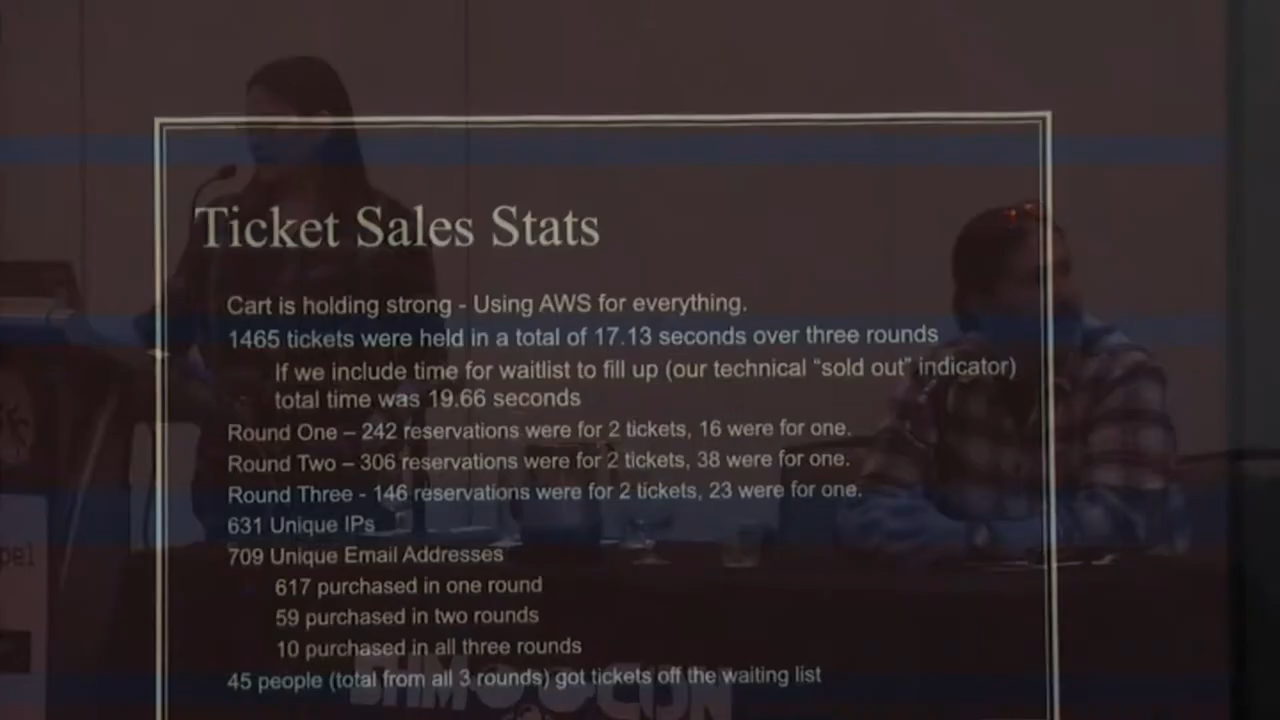 Ticket Sales Stats
Cart is holding strong - Using AWS for everything.
1465 tickets were held in a total of 17.13 seconds over three rounds
If we include time for waitlist to fill up (our technical “sold out” indicator)
total time was 19.66 seconds
Round One – 242 reservations were for 2 tickets, 16 were for one.
Round Two – 306 reservations were for 2 tickets, 38 were for one.
Round Three - 146 reservations were for 2 tickets, 23 were for one.
631 Unique IPs
709 Unique Email Addresses
617 purchased in one round
59 purchased in two rounds
10 purchased in all three rounds
45 people (total from all 3 rounds) got tickets off the waiting list